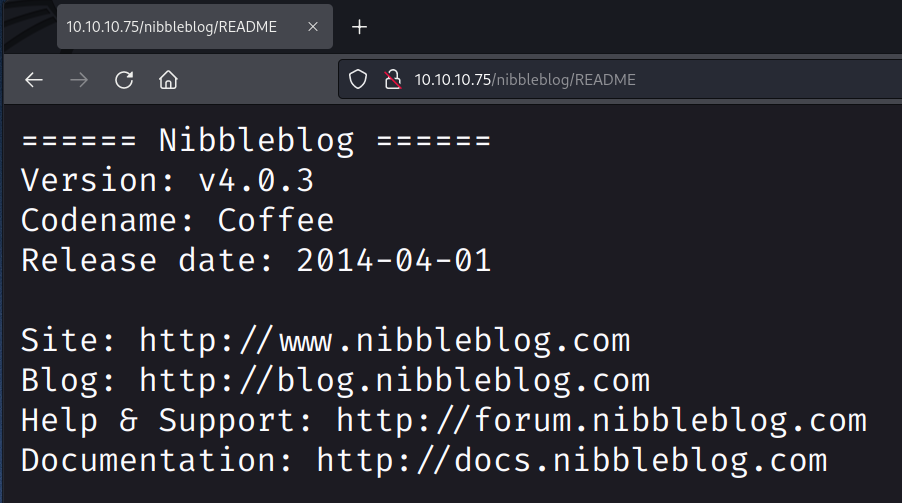 10.10.10.75/nibbleblog/README
10.10.10.75/nibbleblog/README
====== Nibbleblog ======
Version: v4.0.3
Codename: Coffee
Release date: 2014-04-01
Site: http://www.nibbleblog.com
Blog: http://blog.nibbleblog.com
Help & Support: http://forum.nibbleblog.com
Documentation: http://docs.nibbleblog.com